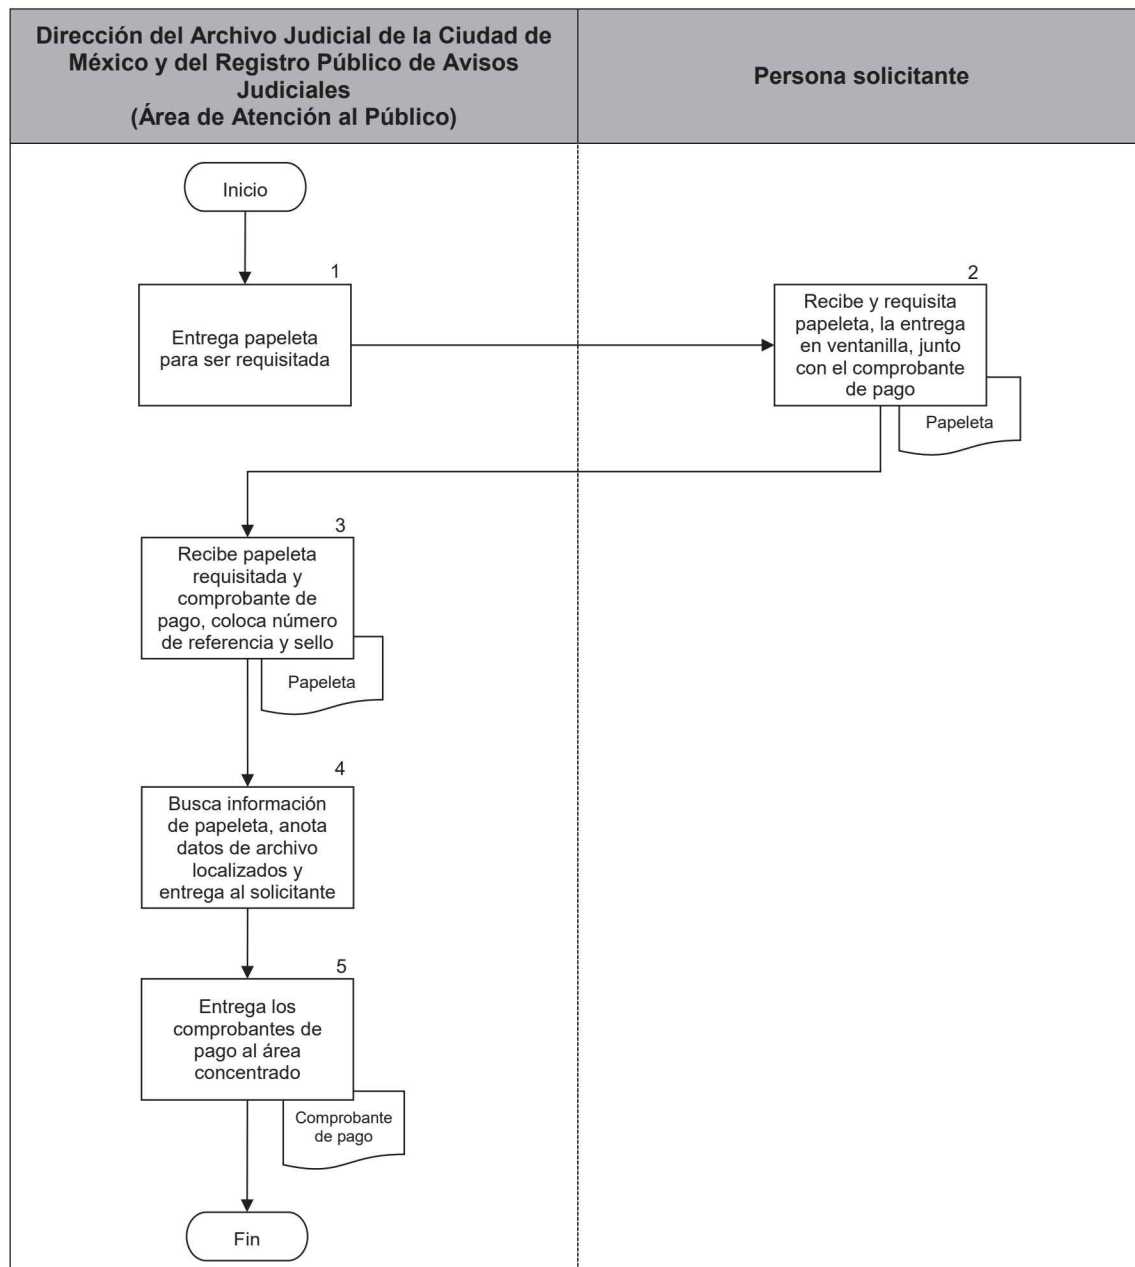 Dirección del Archivo Judicial de la Ciudad de
México y del Registro Público de Avisos
Judiciales
(Área de Atención al Público)
Persona solicitante
Inicio
1
Entrega papeleta
para ser requisitada
2
Recibe y requisita
papeleta, la entrega
en ventanilla, junto
con el comprobante
de pago
Papeleta
3
Recibe papeleta
requisitada y
comprobante de
pago, coloca número
de referencia y sello
Papeleta
4
Busca información
de papeleta, anota
datos de archivo
localizados y
entrega al solicitante
5
Entrega los
comprobantes de
pago al área
concentrado
Comprobante
de pago
Fin